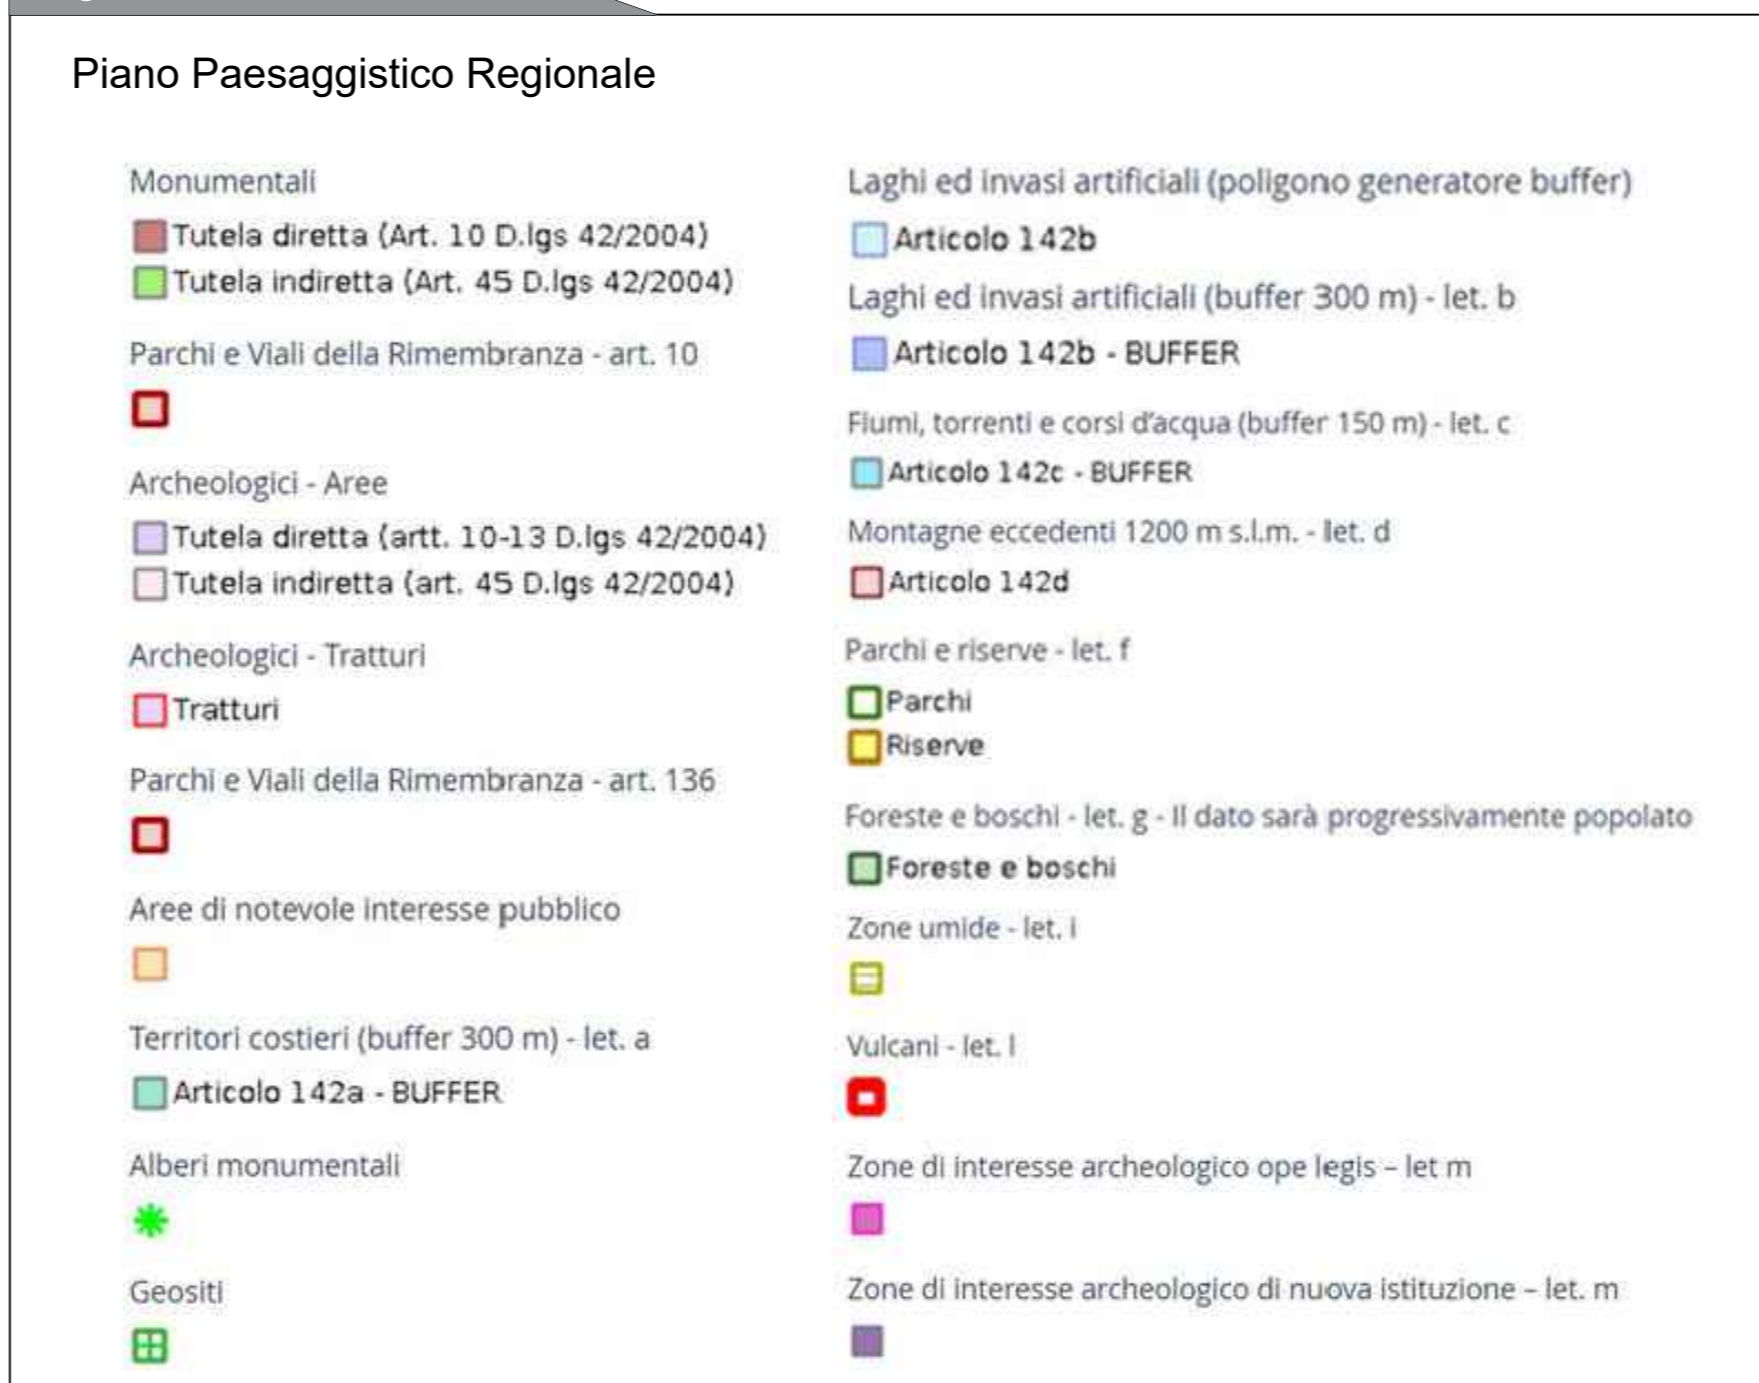 Piano Paesaggistico Regionale
Monumentali
Tutela diretta (Art. 10 D.lgs 42/2004)
Tutela indiretta (Art. 45 D.lgs 42/2004)
Parchi e Viali della Rimembranza - art. 10
Archeologici - Aree
Tutela diretta (artt. 10-13 D.lgs 42/2004)
Tutela indiretta (art. 45 D.lgs 42/2004)
Archeologici - Tratturi
Tratturi
Parchi e Viali della Rimembranza - art. 136
Aree di notevole interesse pubblico
Territori costieri (buffer 300 m) - let. a
Articolo 142a - BUFFER
Alberi monumentali
Geositi
Laghi ed invasi artificiali (poligono generatore buffer)
Articolo 142b
Laghi ed invasi artificiali (buffer 300 m) - let. b
Articolo 142b - BUFFER
Fiumi, torrenti e corsi d'acqua (buffer 150 m) - let. c
Articolo 142c - BUFFER
Montagne eccedenti 1200 m s.l.m. - let. d
Articolo 142d
Parchi e riserve - let. f
Parchi
Riserve
Foreste e boschi - let. g - Il dato sarà progressivamente popolato
Foreste e boschi
Zone umide - let. i
Vulcani - let. l
Zone di interesse archeologico ope legis – let m
Zone di interesse archeologico di nuova istituzione – let. m